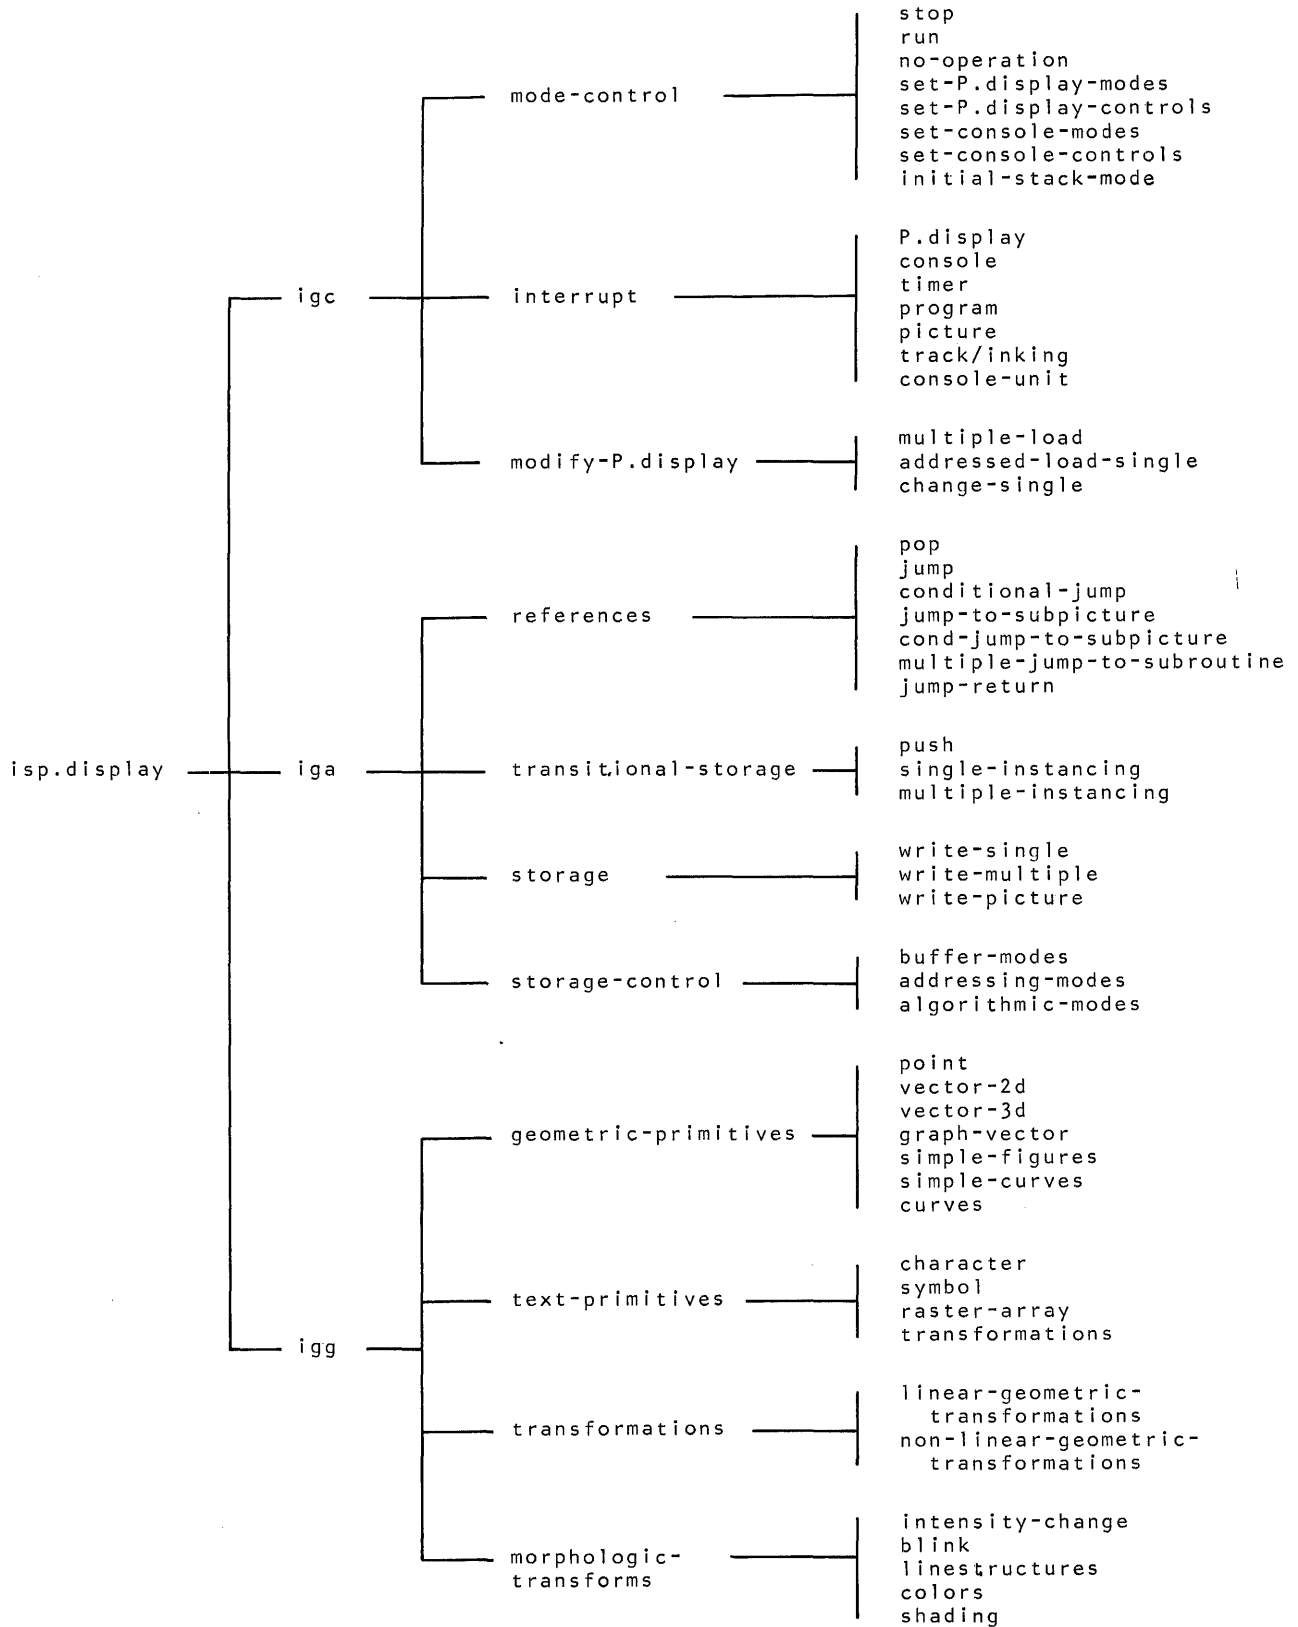 isp.display
igc
mode-control
stop
run
no-operation
set-P.display-modes
set-P.display-controls
set-console-modes
set-console-controls
initial-stack-mode
interrupt
P.display
console
timer
program
picture
track/inking
console-unit
modify-P.display
multiple-load
addressed-load-single
change-single
iga
references
pop
jump
conditional-jump
jump-to-subpicture
cond-jump-to-subpicture
multiple-jump-to-subroutine
jump-return
transitional-storage
push
single-instancing
multiple-instancing
storage
write-single
write-multiple
write-picture
storage-control
buffer-modes
addressing-modes
algorithmic-modes
igg
geometric-primitives
point
vector-2d
vector-3d
graph-vector
simple-figures
simple-curves
curves
text-primitives
character
symbol
raster-array
transformations
transformations
linear-geometric-
transformations
non-linear-geometric-
transformations
morphologic-
transforms
intensity-change
blink
linestructures
colors
shading